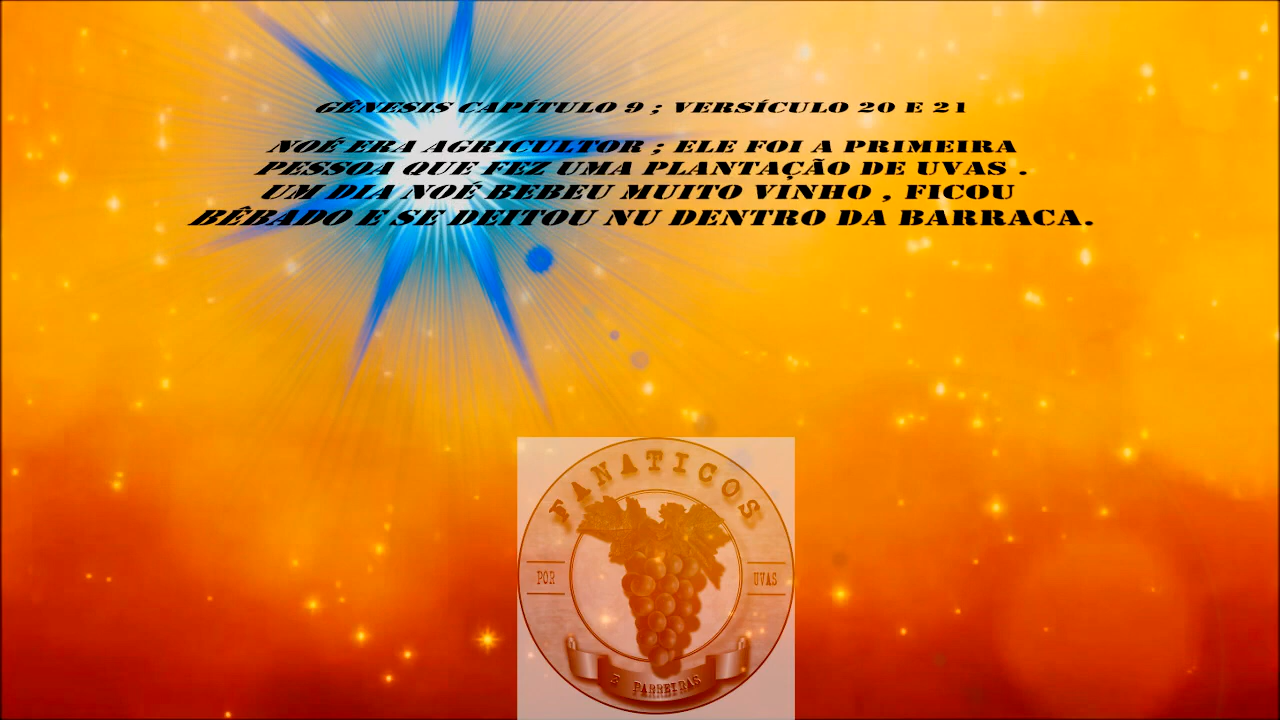 GÊNESIS CAPÍTULO 9 ; VERSÍCULO 20 E 21
NOÉ ERA AGRICULTOR ; ELE FOI A PRIMEIRA
PESSOA QUE FEZ UMA PLANTAÇÃO DE UVAS .
UM DIA NOÉ BEBEU MUITO VINHO , FICOU
BÊBADO E SE DEITOU NU DENTRO DA BARRACA.
FANATICOS
POR
UVAS
E PARREIRAS